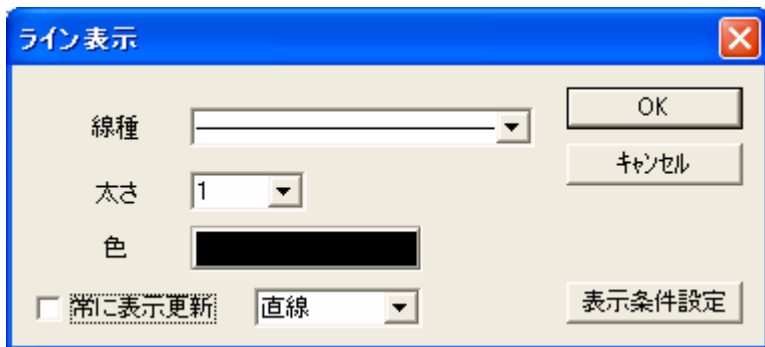 ライン表示
線種
OK
キャンセル
太さ 1
色
常に表示更新 直線
表示条件設定